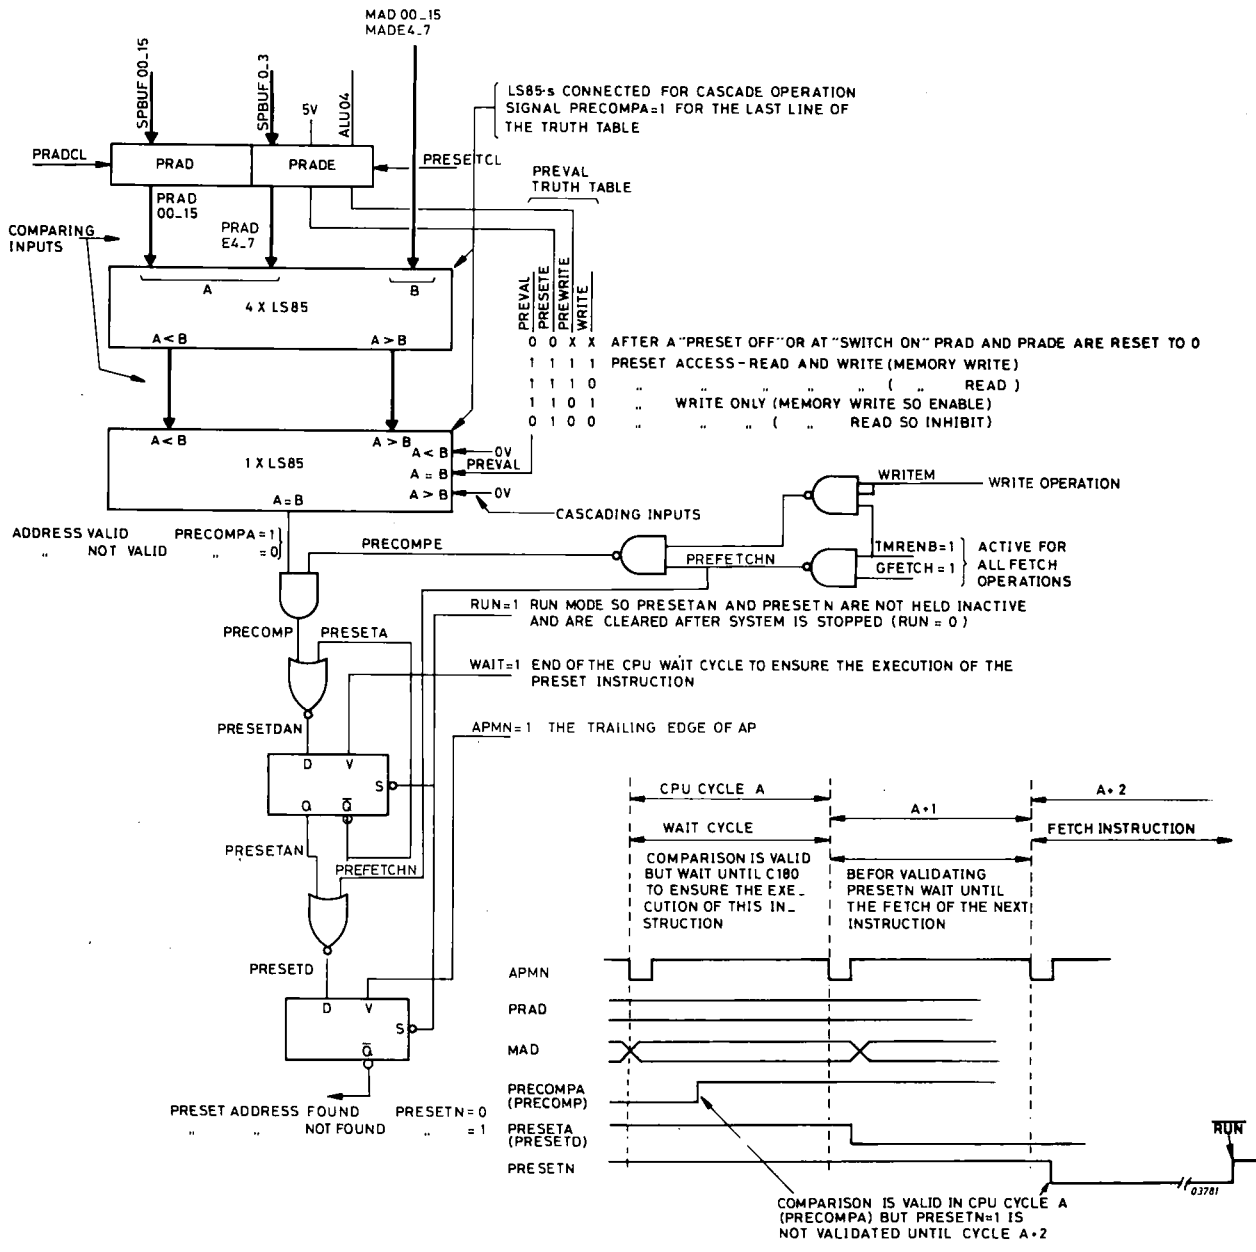 MAD 00_15
MADE4_7
SPBUF 00_15
SPBUF 0_3
5V
ALU04
LS85-s CONNECTED FOR CASCADE OPERATION
SIGNAL PRECOMPA=1 FOR THE LAST LINE OF
THE TRUTH TABLE
PRADCL
PRAD
PRADE
PRESETCL
PREVAL
TRUTH TABLE
PRAD
00_15
PRAD
E4_7
COMPARING
INPUTS
A
B
4 X LS85
A < B
A > B
PREVAL
PRESETE
PREWRITE
WRITE
0 0 X X AFTER A "PRESET OFF" OR AT "SWITCH ON" PRAD AND PRADE ARE RESET TO 0
1 1 1 1 PRESET ACCESS-READ AND WRITE (MEMORY WRITE)
1 1 1 0 " " " " " ( " READ )
1 1 0 1 " WRITE ONLY (MEMORY WRITE SO ENABLE)
0 1 0 0 " " " ( " READ SO INHIBIT)
A < B
A > B
A < B
0V
1 X LS85
PREVAL
A = B
A = B
A > B
0V
CASCADING INPUTS
WRITEM
WRITE OPERATION
ADDRESS VALID PRECOMPA=1
" NOT VALID " =0
PRECOMPE
PREFETCHN
TMRENB=1
GFETCH=1
ACTIVE FOR
ALL FETCH
OPERATIONS
RUN=1 RUN MODE SO PRESETAN AND PRESETN ARE NOT HELD INACTIVE
AND ARE CLEARED AFTER SYSTEM IS STOPPED (RUN = 0)
PRECOMP
PRESETA
WAIT=1 END OF THE CPU WAIT CYCLE TO ENSURE THE EXECUTION OF THE
PRESET INSTRUCTION
PRESETDAN
APMN=1 THE TRAILING EDGE OF AP
D
V
S
Q
Q̅
PRESETAN
PREFETCHN
PRESETD
D
V
S
Q̅
PRESET ADDRESS FOUND PRESETN=0
" " NOT FOUND " =1
CPU CYCLE A
A+1
A+2
WAIT CYCLE
FETCH INSTRUCTION
COMPARISON IS VALID
BUT WAIT UNTIL C180
TO ENSURE THE EXE_
CUTION OF THIS IN_
STRUCTION
BEFOR VALIDATING
PRESETN WAIT UNTIL
THE FETCH OF THE NEXT
INSTRUCTION
APMN
PRAD
MAD
PRECOMPA
(PRECOMP)
PRESETA
(PRESETD)
PRESETN
R̅U̅N̅
03781
COMPARISON IS VALID IN CPU CYCLE A
(PRECOMPA) BUT PRESETN=1 IS
NOT VALIDATED UNTIL CYCLE A+2